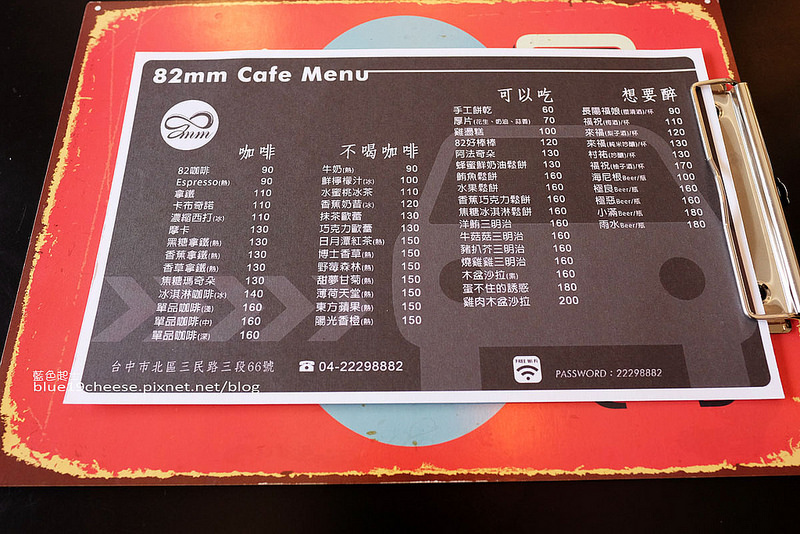 82mm Cafe Menu
mm
咖啡
82咖啡 90
Espresso(熱) 90
拿鐵 110
卡布奇諾 110
濃縮西打(冰) 110
摩卡 130
黑糖拿鐵(熱) 130
香蕉拿鐵(熱) 130
香草拿鐵(熱) 130
焦糖瑪奇朵 130
冰淇淋咖啡(冰) 140
單品咖啡(淺) 160
單品咖啡(中) 160
單品咖啡(深) 160
不喝咖啡
牛奶(熱) 90
鮮檸檬汁(冰) 100
水蜜桃冰茶 110
香蕉奶昔(冰) 120
抹茶歐蕾 130
巧克力歐蕾 130
日月潭紅茶(熱) 150
博士香草(熱) 150
野莓森林(熱) 150
甜夢甘菊(熱) 150
薄荷天堂(熱) 150
東方蘋果(熱) 150
陽光香橙(熱) 150
可以吃
手工餅乾 60
厚片(花生、奶油、蒜香) 70
雞蛋糕 100
82好棒棒 120
阿法奇朵 130
蜂蜜鮮奶油鬆餅 130
鮪魚鬆餅 160
水果鬆餅 160
香蕉巧克力鬆餅 160
焦糖冰淇淋鬆餅 160
洋鮪三明治 160
牛菇菇三明治 160
豬扒芥三明治 160
燒雞雞三明治 160
木盆沙拉(素) 160
蛋不住的誘惑 180
雞肉木盆沙拉 200
想要醉
長陽福娘(微清酒)/杯 90
福祝(梅酒)/杯 110
來福(梨子酒)/杯 120
來福(純米吟釀)/杯 130
村祐(吟釀)/杯 130
福祝(柚子酒)/杯 170
海尼根Beer/瓶 100
極良Beer/瓶 160
極惡Beer/瓶 160
小滿Beer/瓶 180
雨水Beer/瓶 180
台中市北區三民路三段66號
04-22298882
FREE Wi Fi
PASSWORD：22298882
藍色起
blue19cheese.pixnet.net/blog